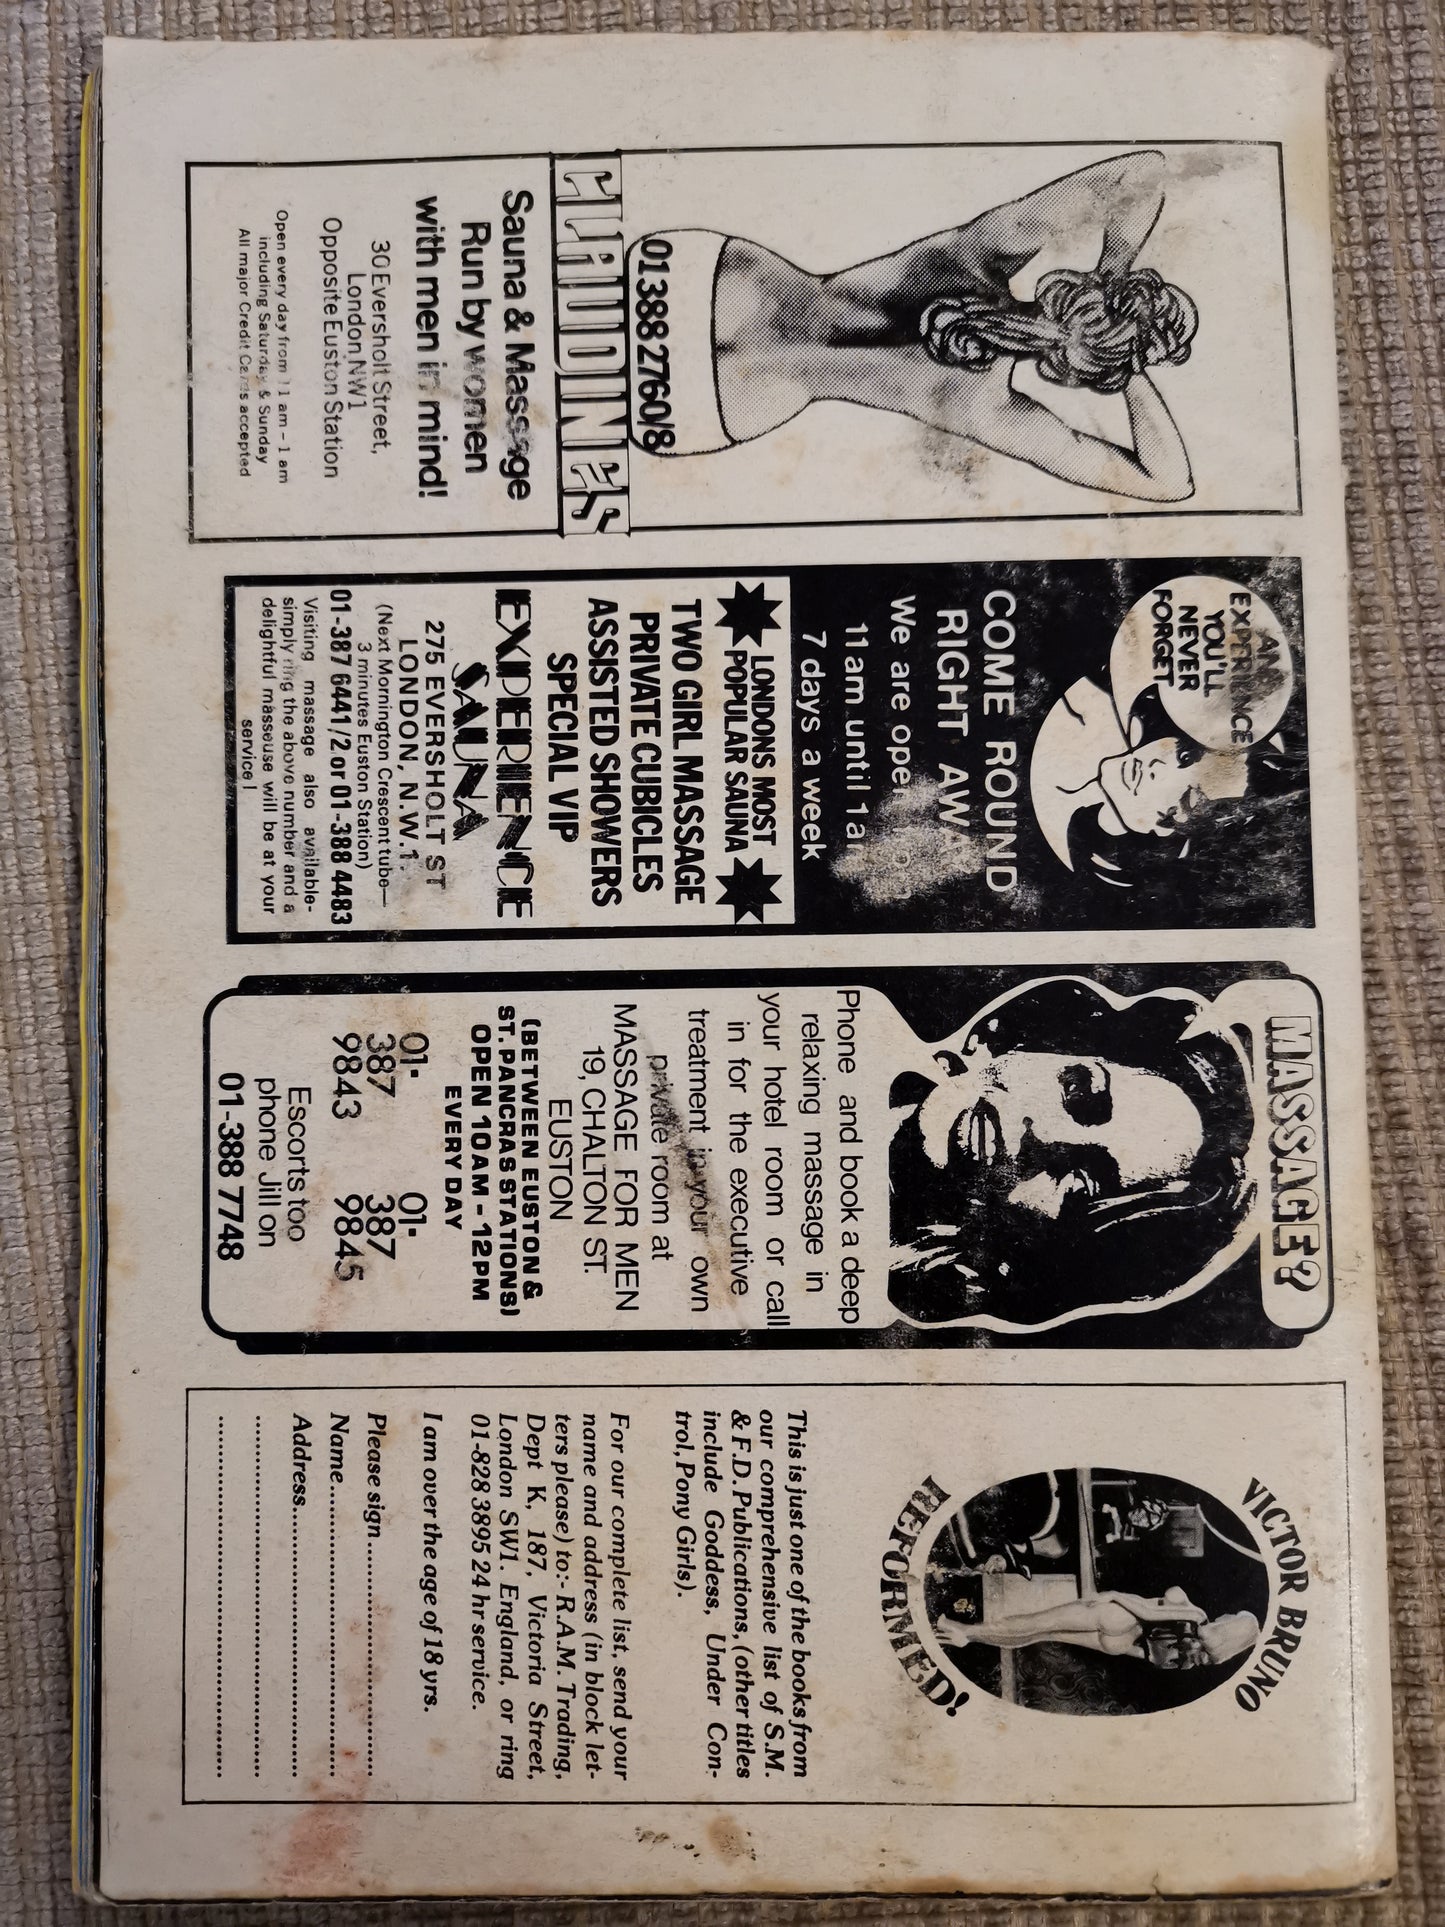 CLAUDINES
01 388 2760/8
Sauna & Massage
Run by women
with men in mind!
30 Eversholt Street,
London NW1
Opposite Euston Station
Open every day from 11 am – 1 am
including Saturday & Sunday
All major Credit Cards accepted
AN
EXPERIENCE
YOU'LL
NEVER
FORGET
COME ROUND
RIGHT AWAY
We are open from
11am until 1am
7 days a week
LONDONS MOST
POPULAR SAUNA
TWO GIRL MASSAGE
PRIVATE CUBICLES
ASSISTED SHOWERS
SPECIAL VIP
EXPERIENCE
SAUNA
275 EVERSHOLT ST
LONDON, N.W.1.
(Next Mornington Crescent tube—
3 minutes Euston Station)
01-387 6441/2 or 01-388 4483
Visiting massage also available-
simply ring the above number and a
delightful masseuse will be at your
service !
MASSAGE?
Phone and book a deep
relaxing massage in
your hotel room or call
in for the executive
treatment in your own
private room at
MASSAGE FOR MEN
19, CHALTON ST.
EUSTON
(BETWEEN EUSTON &
ST. PANCRAS STATIONS)
OPEN 10AM - 12PM
EVERY DAY
01- 01-
387 387
9843 9845
Escorts too
phone Jill on
01-388 7748
VICTOR BRUNO
REFORMED!
This is just one of the books from
our comprehensive list of S.M.
& F.D. Publications, (other titles
include Goddess, Under Con-
trol, Pony Girls).
For our complete list, send your
name and address (in block let-
ters please) to:- R.A.M. Trading,
Dept K, 187, Victoria Street,
London SW1. England, or ring
01-828 3895 24 hr service.
I am over the age of 18 yrs.
Please sign
Name
Address